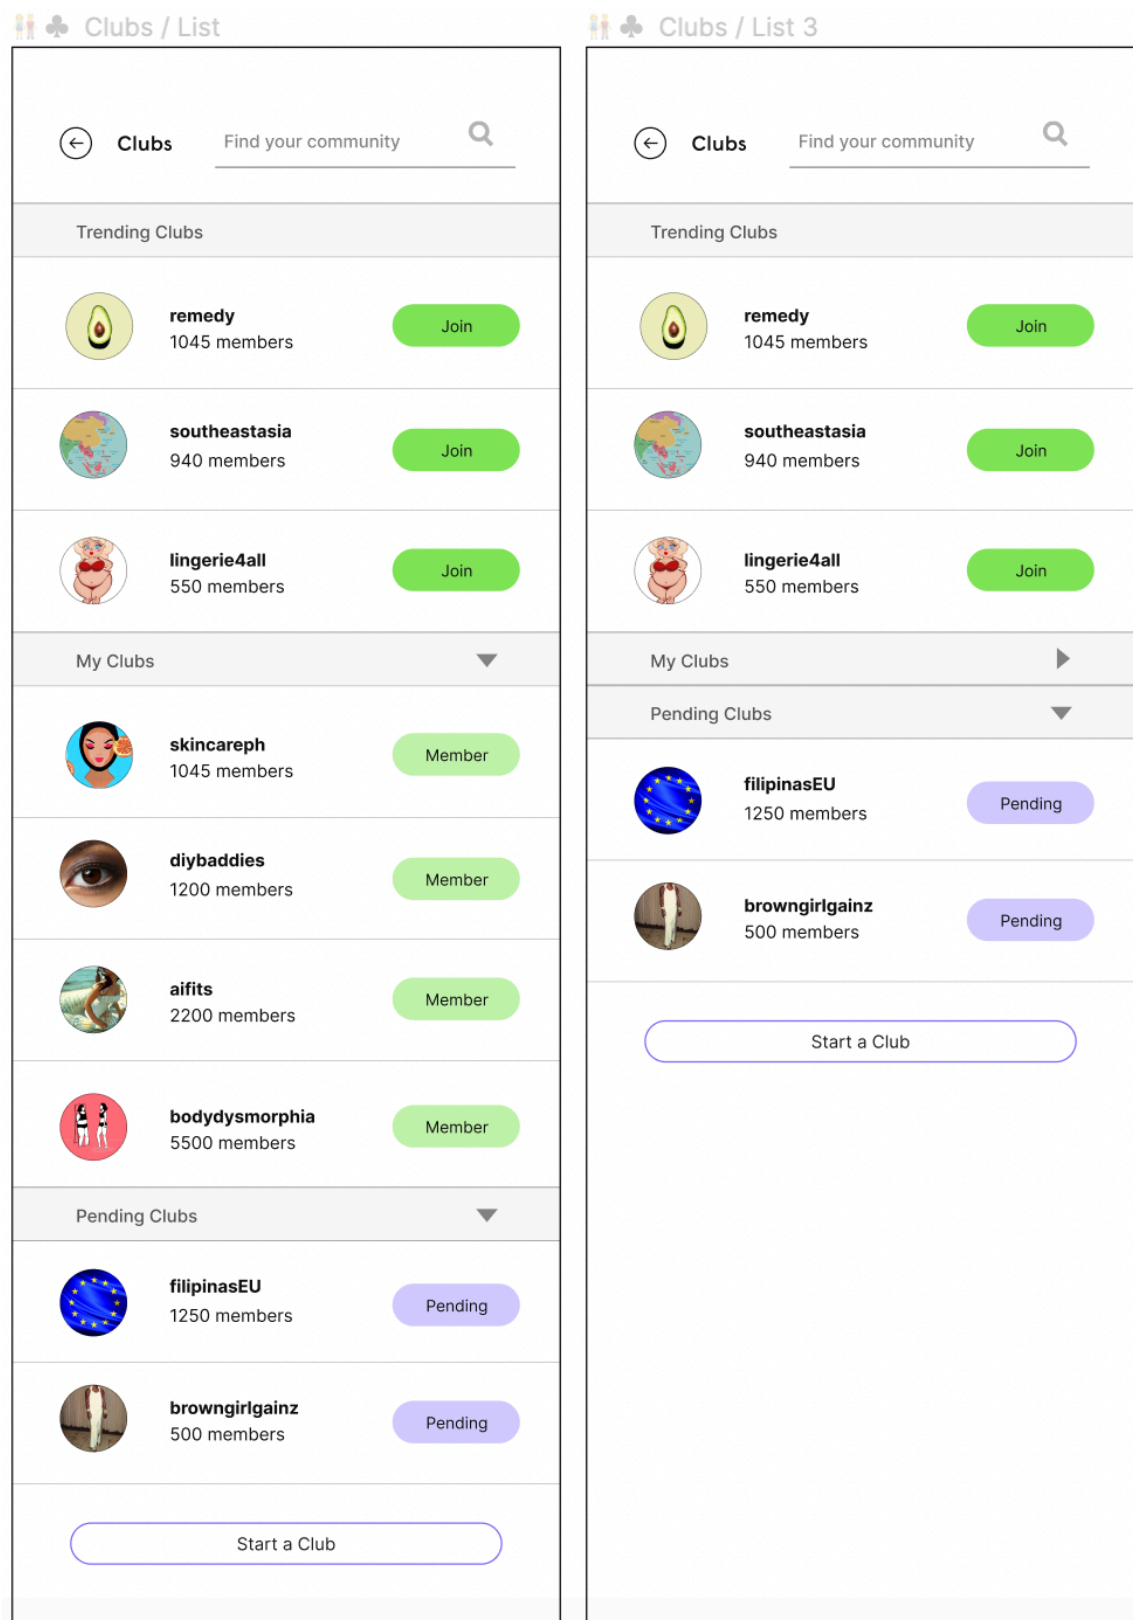 Clubs / List
Clubs
Find your community
Trending Clubs
remedy
1045 members
Join
southeastasia
940 members
Join
lingerie4all
550 members
Join
My Clubs
skincareph
1045 members
Member
diybaddies
1200 members
Member
aifits
2200 members
Member
bodydysmorphia
5500 members
Member
Pending Clubs
filipinasEU
1250 members
Pending
browngirlgainz
500 members
Pending
Start a Club
Clubs / List 3
Clubs
Find your community
Trending Clubs
remedy
1045 members
Join
southeastasia
940 members
Join
lingerie4all
550 members
Join
My Clubs
Pending Clubs
filipinasEU
1250 members
Pending
browngirlgainz
500 members
Pending
Start a Club